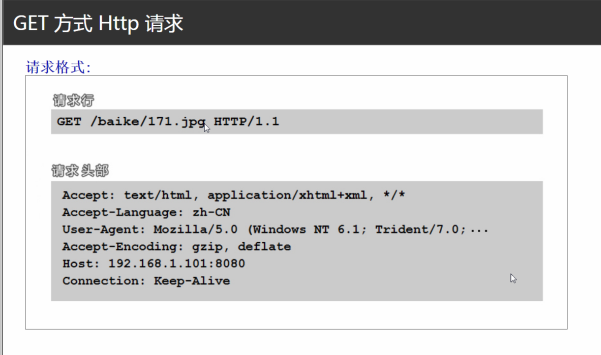 GET 方式 Http 请求
请求格式:
请求行
GET /baike/171.jpg HTTP/1.1
请求头部
Accept: text/html, application/xhtml+xml, */*
Accept-Language: zh-CN
User-Agent: Mozilla/5.0 (Windows NT 6.1; Trident/7.0; ...
Accept-Encoding: gzip, deflate
Host: 192.168.1.101:8080
Connection: Keep-Alive